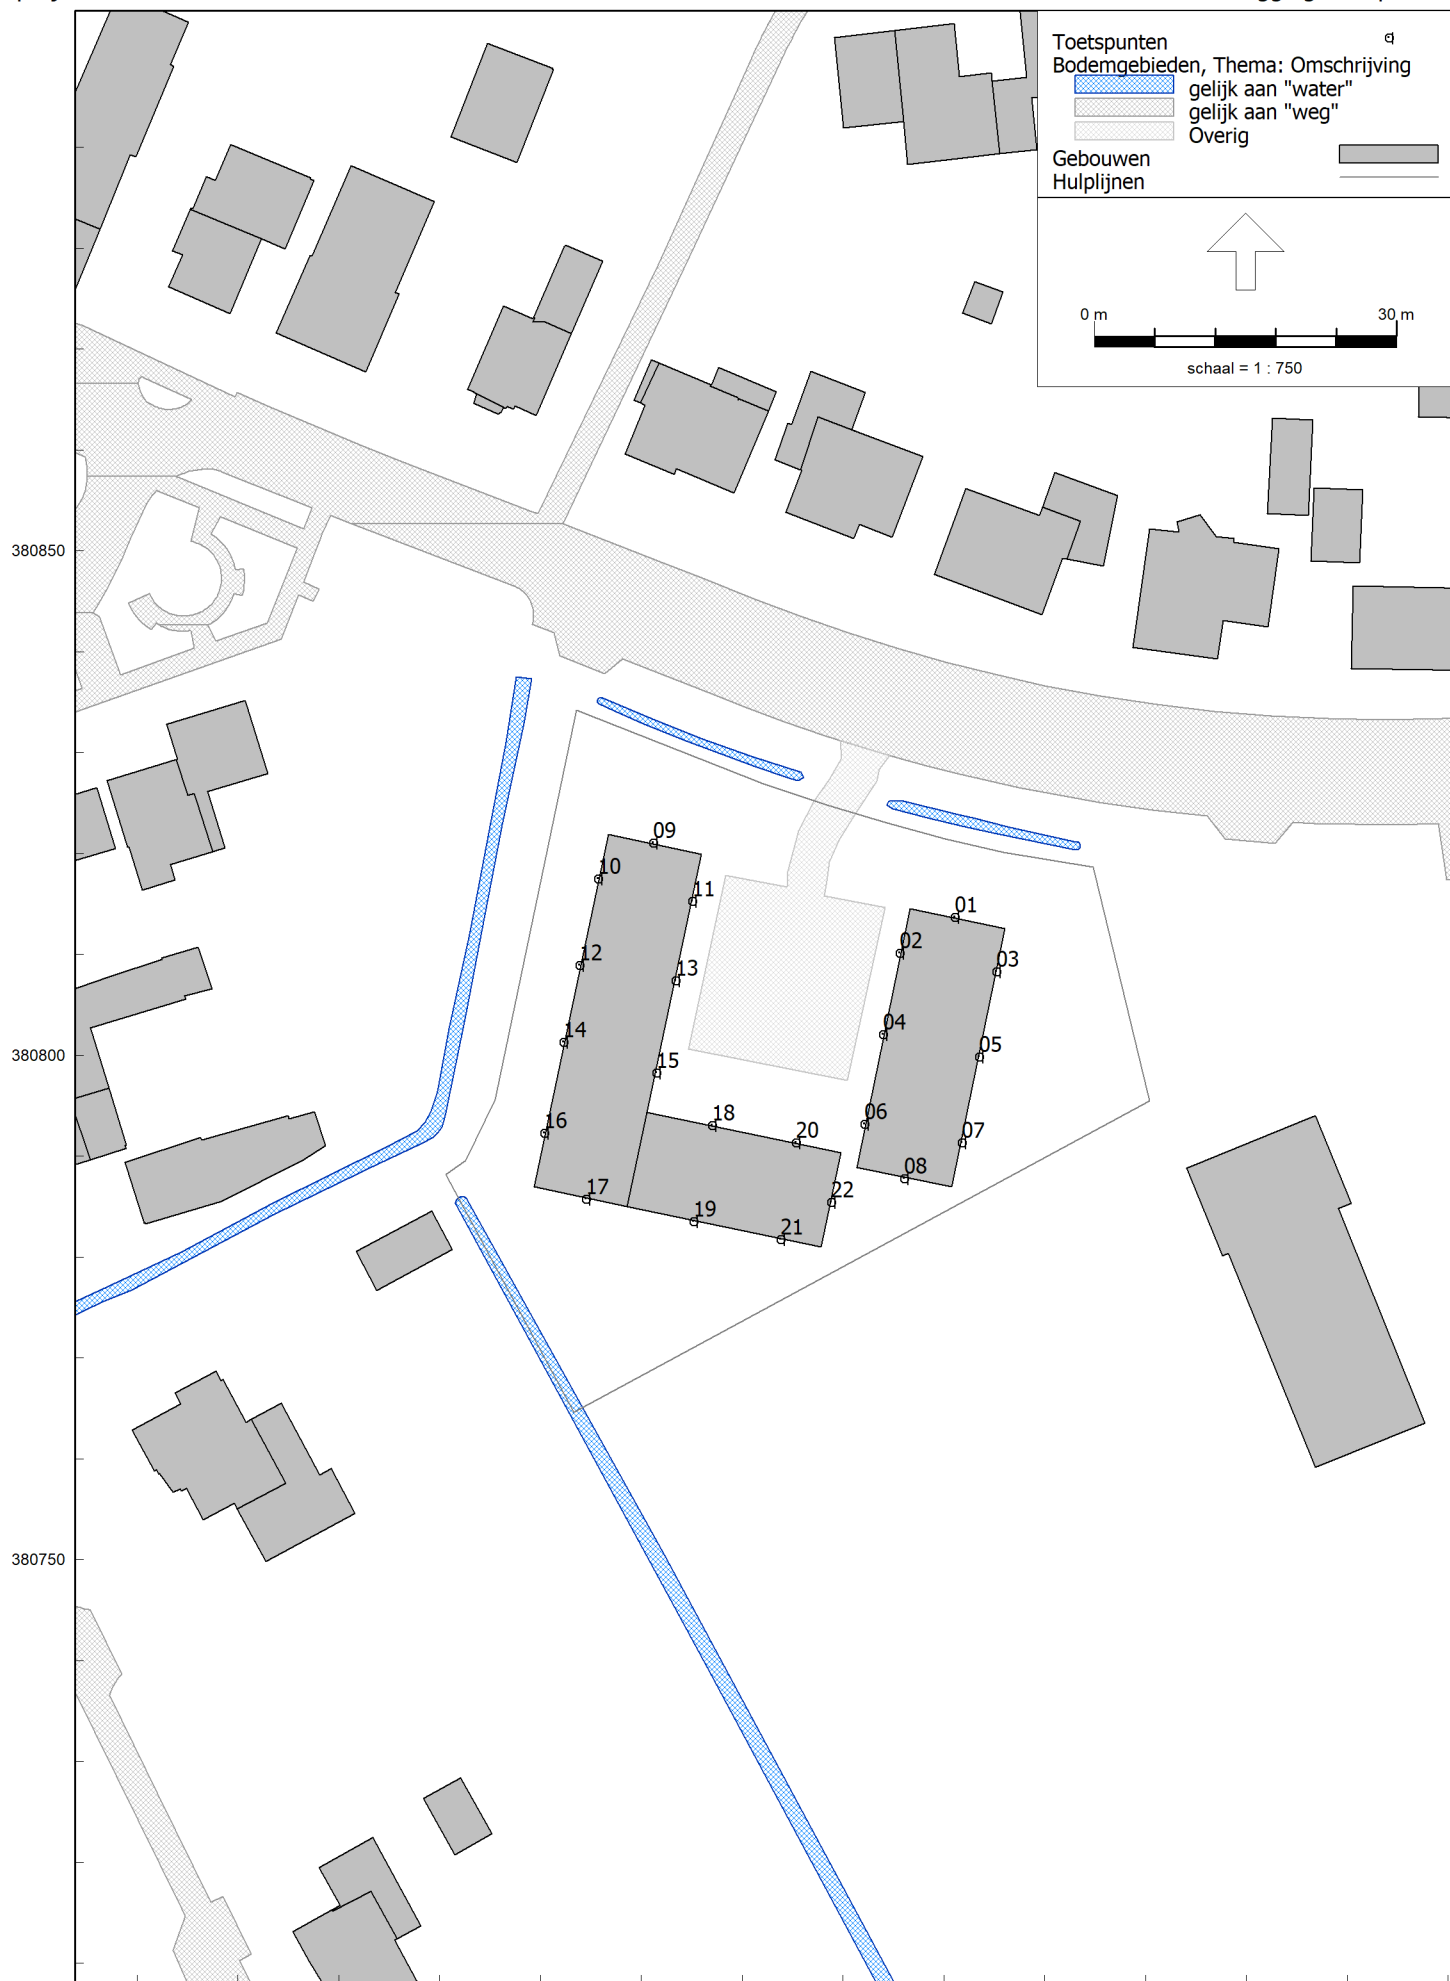 Toetspunten
Bodemgebieden, Thema: Omschrijving
gelijk aan "water"
gelijk aan "weg"
Overig
Gebouwen
Hulplijnen
0 m 30 m
schaal = 1 : 750
380850
09
10
11
01
02
03
12
13
04
14
05
15
06
18
16
20
07
08
17
22
19
21
380800
380750